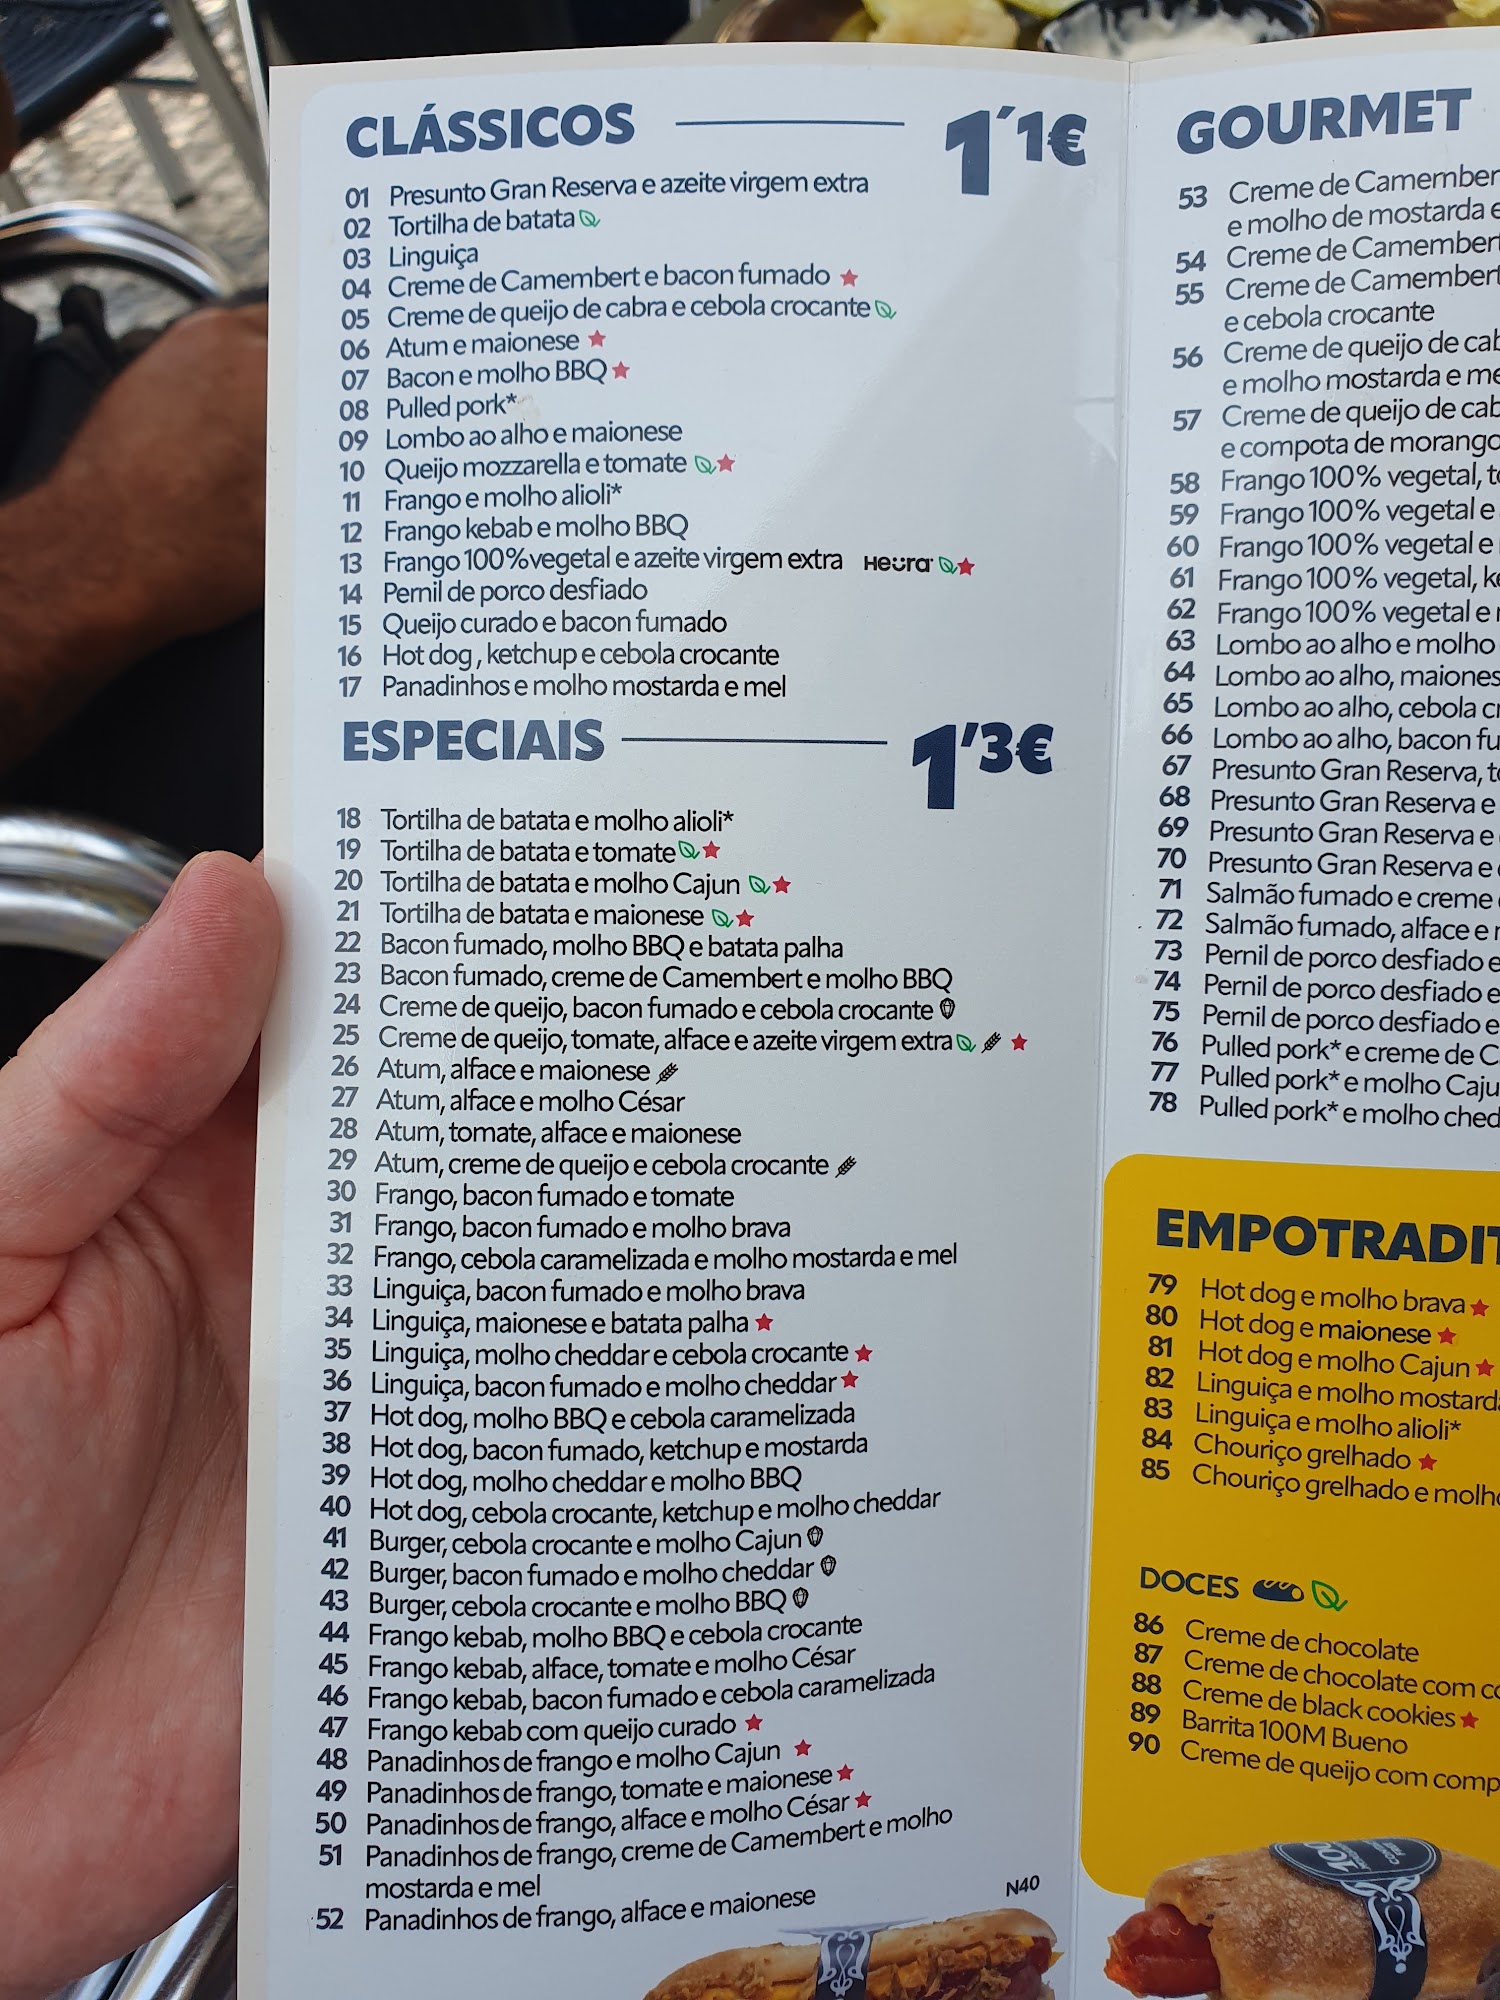 CLÁSSICOS 1'1€
01 Presunto Gran Reserva e azeite virgem extra
02 Tortilha de batata
03 Linguiça
04 Creme de Camembert e bacon fumado
05 Creme de queijo de cabra e cebola crocante
06 Atum e maionese
07 Bacon e molho BBQ
08 Pulled pork*
09 Lombo ao alho e maionese
10 Queijo mozzarella e tomate
11 Frango e molho alioli*
12 Frango kebab e molho BBQ
13 Frango 100% vegetal e azeite virgem extra Heüra
14 Pernil de porco desfiado
15 Queijo curado e bacon fumado
16 Hot dog, ketchup e cebola crocante
17 Panadinhos e molho mostarda e mel
ESPECIAIS 1'3€
18 Tortilha de batata e molho alioli*
19 Tortilha de batata e tomate
20 Tortilha de batata e molho Cajun
21 Tortilha de batata e maionese
22 Bacon fumado, molho BBQ e batata palha
23 Bacon fumado, creme de Camembert e molho BBQ
24 Creme de queijo, bacon fumado e cebola crocante
25 Creme de queijo, tomate, alface e azeite virgem extra
26 Atum, alface e maionese
27 Atum, alface e molho César
28 Atum, tomate, alface e maionese
29 Atum, creme de queijo e cebola crocante
30 Frango, bacon fumado e tomate
31 Frango, bacon fumado e molho brava
32 Frango, cebola caramelizada e molho mostarda e mel
33 Linguiça, bacon fumado e molho brava
34 Linguiça, maionese e batata palha
35 Linguiça, molho cheddar e cebola crocante
36 Linguiça, bacon fumado e molho cheddar
37 Hot dog, molho BBQ e cebola caramelizada
38 Hot dog, bacon fumado, ketchup e mostarda
39 Hot dog, molho cheddar e molho BBQ
40 Hot dog, cebola crocante, ketchup e molho cheddar
41 Burger, cebola crocante e molho Cajun
42 Burger, bacon fumado e molho cheddar
43 Burger, cebola crocante e molho BBQ
44 Frango kebab, molho BBQ e cebola crocante
45 Frango kebab, alface, tomate e molho César
46 Frango kebab, bacon fumado e cebola caramelizada
47 Frango kebab com queijo curado
48 Panadinhos de frango e molho Cajun
49 Panadinhos de frango, tomate e maionese
50 Panadinhos de frango, alface e molho César
51 Panadinhos de frango, creme de Camembert e molho
mostarda e mel
52 Panadinhos de frango, alface e maionese
N40
GOURMET
53 Creme de Camember
e molho de mostarda e
54 Creme de Camembert
55 Creme de Camembert
e cebola crocante
56 Creme de queijo de cab
e molho mostarda e me
57 Creme de queijo de cab
e compota de morango
58 Frango 100% vegetal, to
59 Frango 100% vegetal e
60 Frango 100% vegetal e
61 Frango 100% vegetal, ke
62 Frango 100% vegetal e
63 Lombo ao alho e molho
64 Lombo ao alho, maiones
65 Lombo ao alho, cebola cr
66 Lombo ao alho, bacon fu
67 Presunto Gran Reserva, to
68 Presunto Gran Reserva e
69 Presunto Gran Reserva e
70 Presunto Gran Reserva e
71 Salmão fumado e creme
72 Salmão fumado, alface e
73 Pernil de porco desfiado e
74 Pernil de porco desfiado e
75 Pernil de porco desfiado e
76 Pulled pork* e creme de C
77 Pulled pork* e molho Caju
78 Pulled pork* e molho ched
EMPOTRADIT
79 Hot dog e molho brava
80 Hot dog e maionese
81 Hot dog e molho Cajun
82 Linguiça e molho mostard
83 Linguiça e molho alioli*
84 Chouriço grelhado
85 Chouriço grelhado e molh
DOCES
86 Creme de chocolate
87 Creme de chocolate com co
88 Creme de black cookies
89 Barrita 100M Bueno
90 Creme de queijo com comp
100